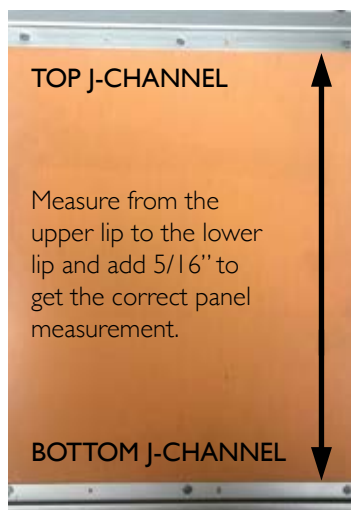 TOP J-CHANNEL
Measure from the
upper lip to the lower
lip and add 5/16” to
get the correct panel
measurement.
BOTTOM J-CHANNEL